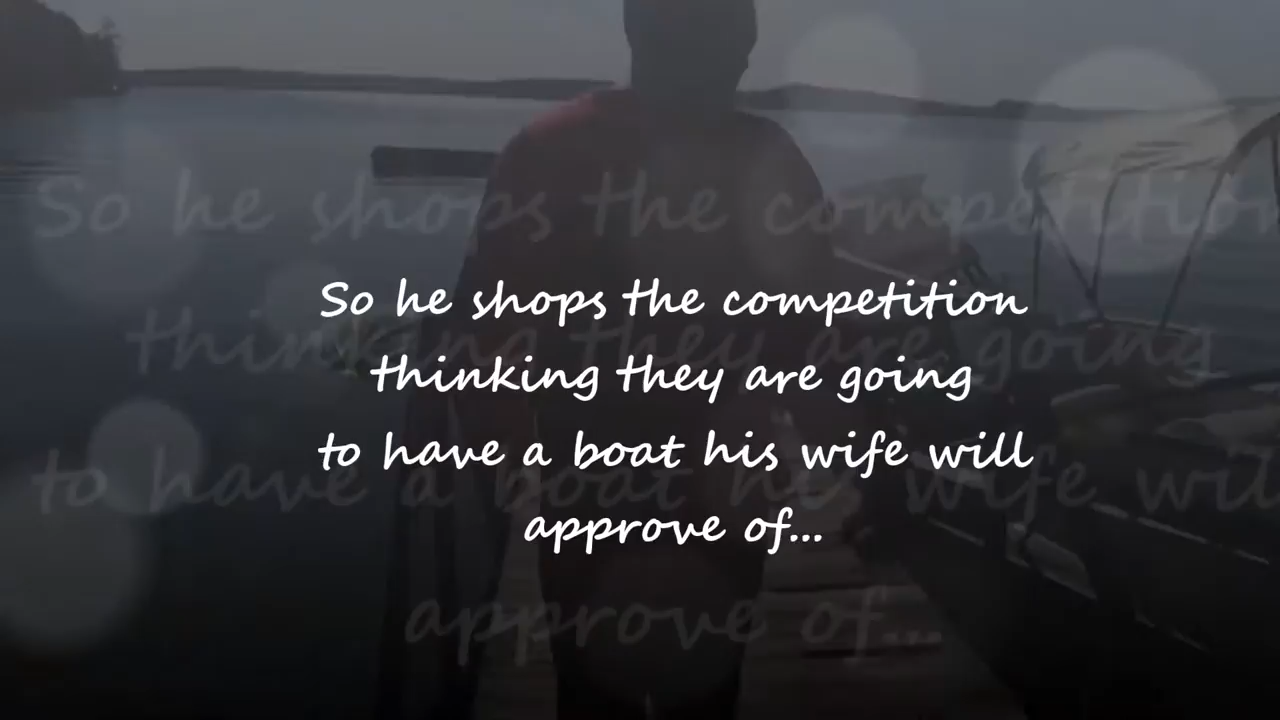 So he shops the competition
thinking they are going
to have a boat his wife will
approve of...